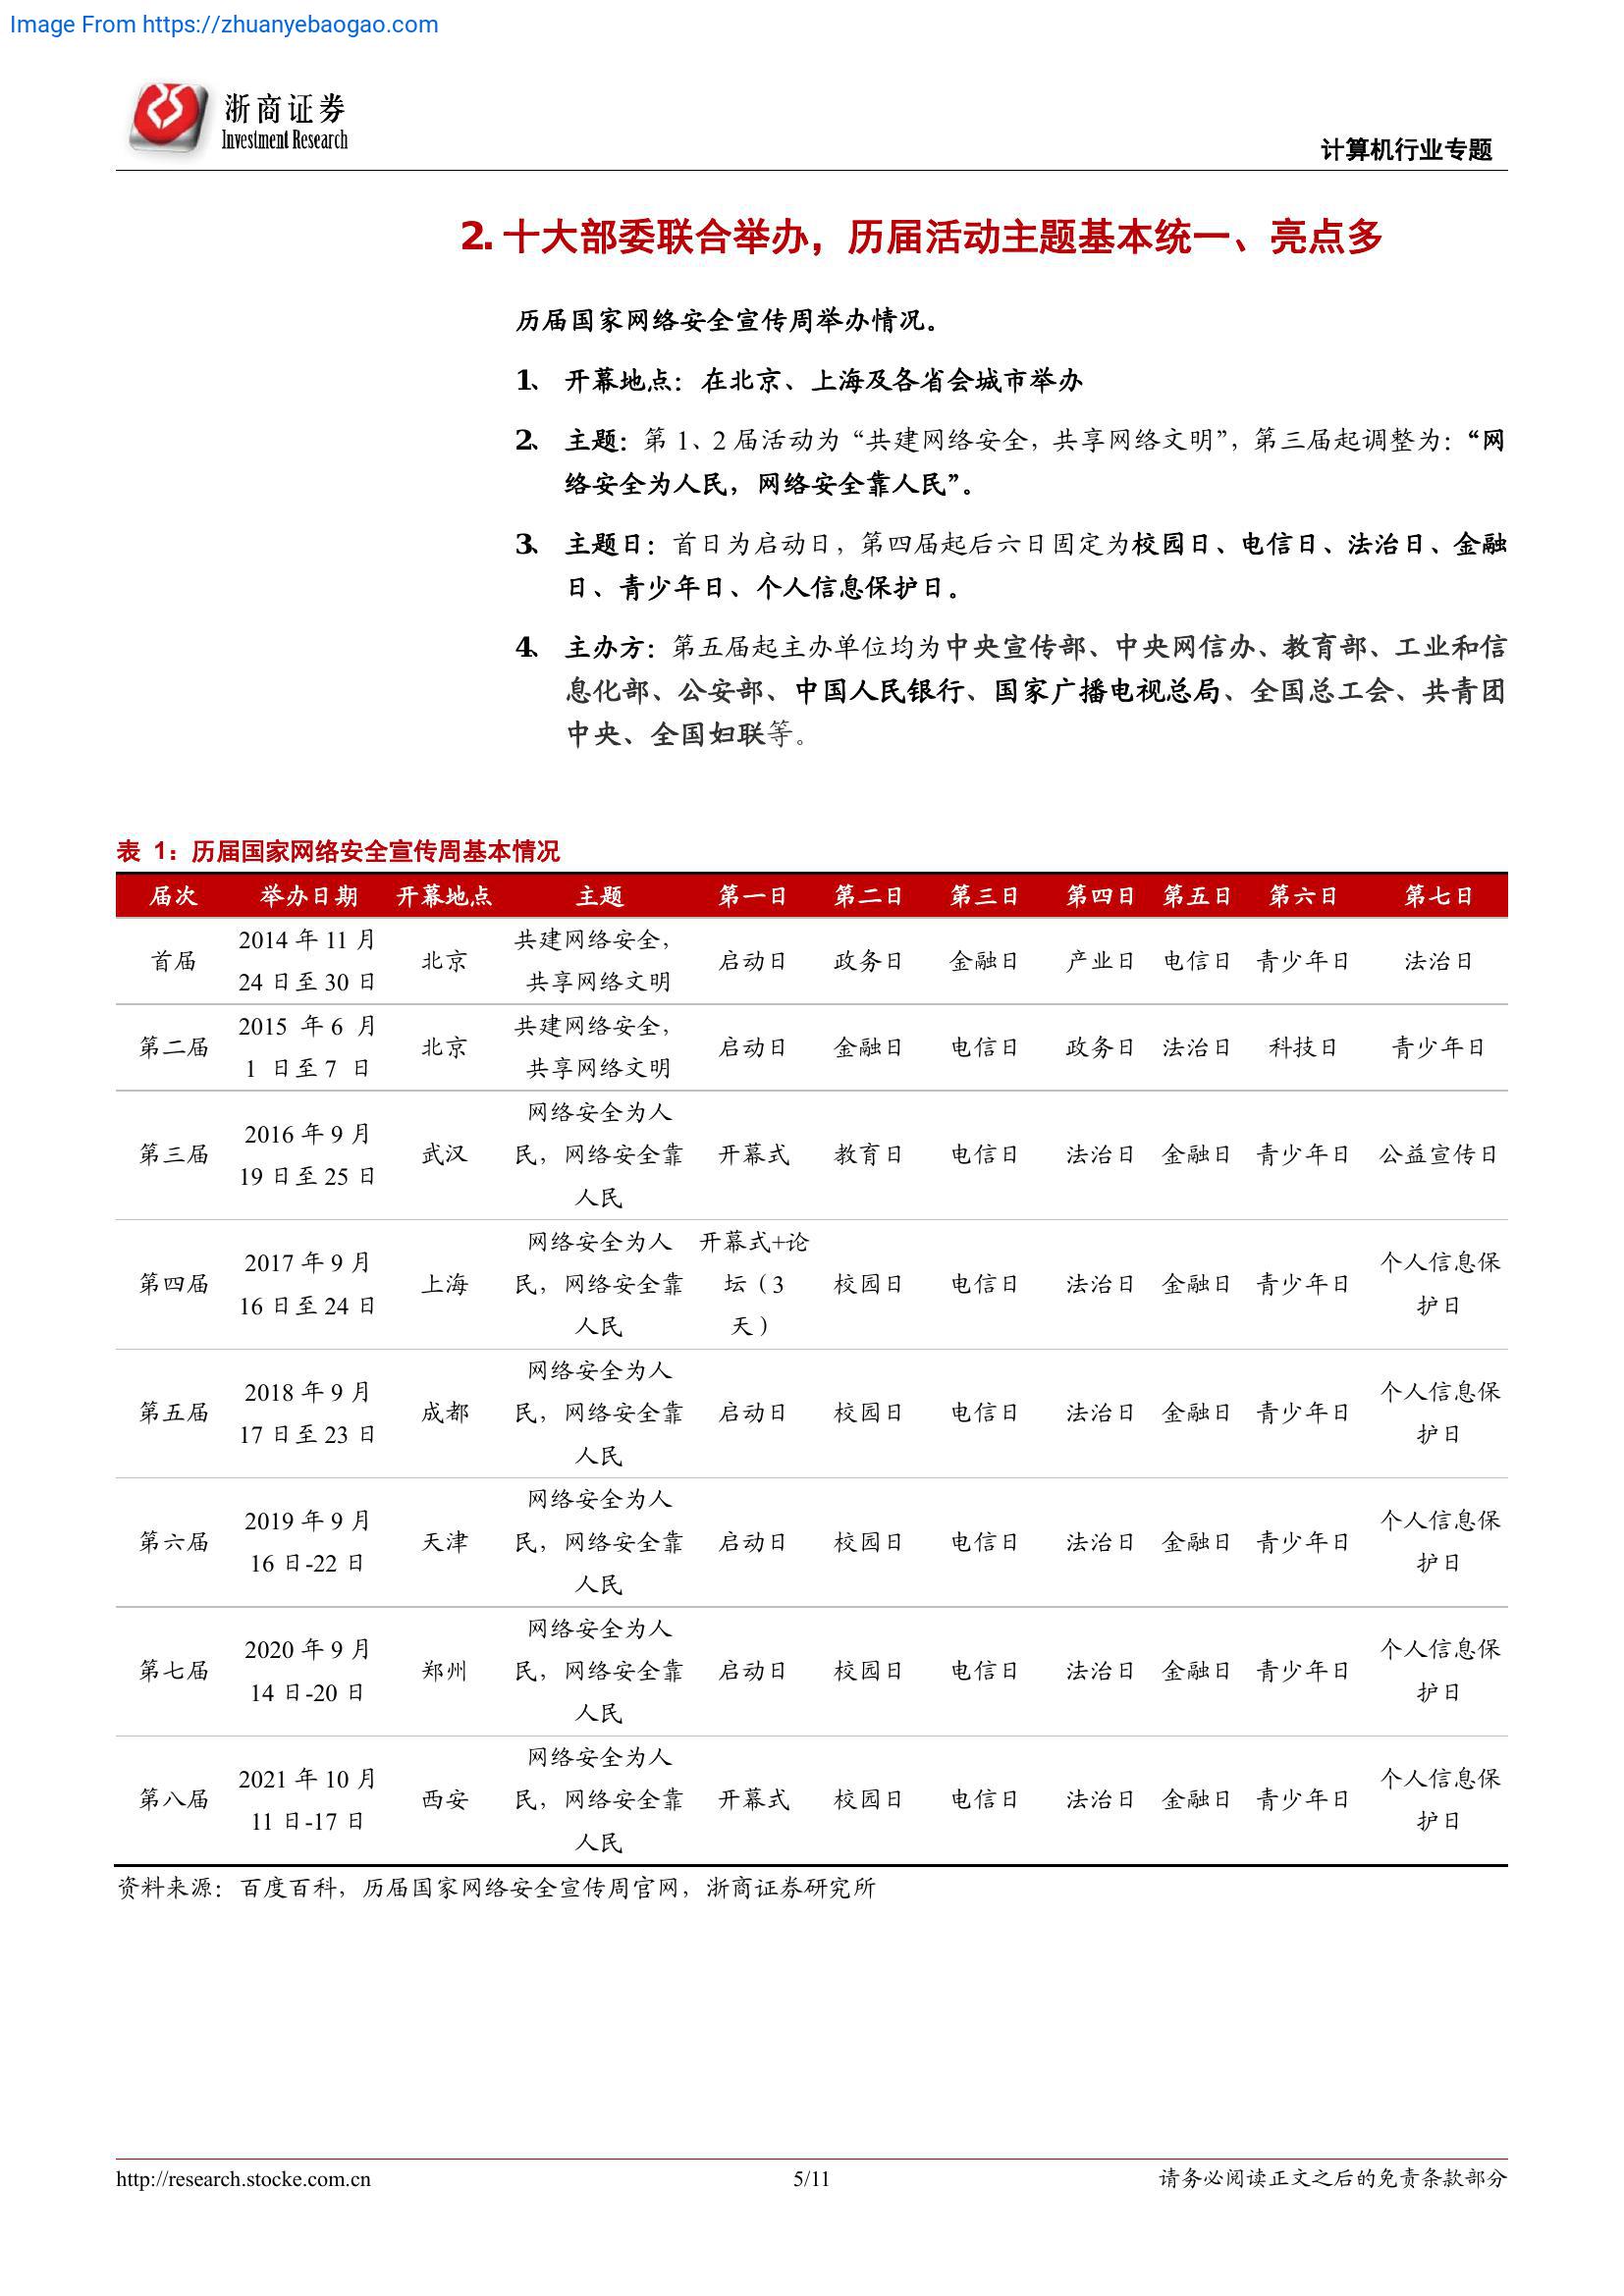 Image From https://zhuanyebaogao.com
浙商证券
Investment Research
计算机行业专题
2. 十大部委联合举办，历届活动主题基本统一、亮点多
历届国家网络安全宣传周举办情况。
1、 开幕地点：在北京、上海及各省会城市举办
2、 主题：第 1、2 届活动为“共建网络安全，共享网络文明”，第三届起调整为：“网
络安全为人民，网络安全靠人民”。
3、 主题日：首日为启动日，第四届起后六日固定为校园日、电信日、法治日、金融
日、青少年日、个人信息保护日。
4、 主办方：第五届起主办单位均为中央宣传部、中央网信办、教育部、工业和信
息化部、公安部、中国人民银行、国家广播电视总局、全国总工会、共青团
中央、全国妇联等。
表 1：历届国家网络安全宣传周基本情况
届次 举办日期 开幕地点 主题 第一日 第二日 第三日 第四日 第五日 第六日 第七日
首届 2014 年 11 月 24 日至 30 日 北京 共建网络安全，共享网络文明 启动日 政务日 金融日 产业日 电信日 青少年日 法治日
第二届 2015 年 6 月 1 日至 7 日 北京 共建网络安全，共享网络文明 启动日 金融日 电信日 政务日 法治日 科技日 青少年日
第三届 2016 年 9 月 19 日至 25 日 武汉 网络安全为人民，网络安全靠人民 开幕式 教育日 电信日 法治日 金融日 青少年日 公益宣传日
第四届 2017 年 9 月 16 日至 24 日 上海 网络安全为人民，网络安全靠人民 开幕式+论坛（3 天） 校园日 电信日 法治日 金融日 青少年日 个人信息保护日
第五届 2018 年 9 月 17 日至 23 日 成都 网络安全为人民，网络安全靠人民 启动日 校园日 电信日 法治日 金融日 青少年日 个人信息保护日
第六届 2019 年 9 月 16 日-22 日 天津 网络安全为人民，网络安全靠人民 启动日 校园日 电信日 法治日 金融日 青少年日 个人信息保护日
第七届 2020 年 9 月 14 日-20 日 郑州 网络安全为人民，网络安全靠人民 启动日 校园日 电信日 法治日 金融日 青少年日 个人信息保护日
第八届 2021 年 10 月 11 日-17 日 西安 网络安全为人民，网络安全靠人民 开幕式 校园日 电信日 法治日 金融日 青少年日 个人信息保护日
资料来源：百度百科，历届国家网络安全宣传周官网，浙商证券研究所
http://research.stocke.com.cn
5/11
请务必阅读正文之后的免责条款部分